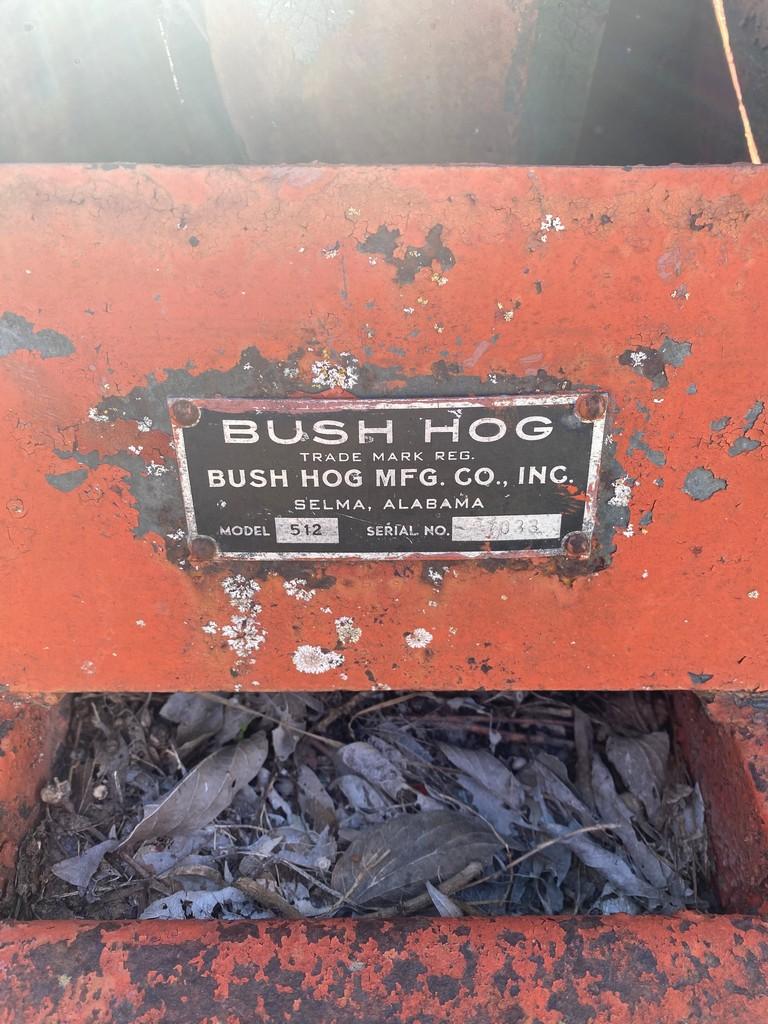 BUSH HOG
TRADE MARK REG.
BUSH HOG MFG. CO., INC.
SELMA, ALABAMA
MODEL 512 SERIAL NO.